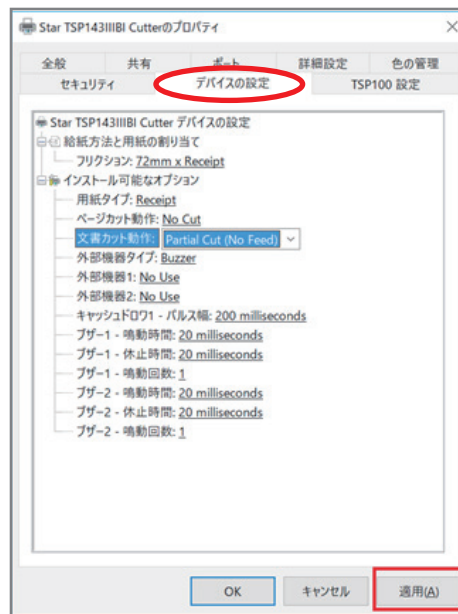 Star TSP143IIIBI Cutterのプロパティ
全般 共有 ポート 詳細設定 色の管理
セキュリティ デバイスの設定 TSP100 設定
Star TSP143IIIBI Cutter デバイスの設定
給紙方法と用紙の割り当て
フリクション: 72mm x Receipt
インストール可能なオプション
用紙タイプ: Receipt
ページカット動作: No Cut
文書カット動作: Partial Cut (No Feed)
外部機器タイプ: Buzzer
外部機器1: No Use
外部機器2: No Use
キャッシュドロワ1 - パルス幅: 200 milliseconds
ブザー1 - 鳴動時間: 20 milliseconds
ブザー1 - 休止時間: 20 milliseconds
ブザー1 - 鳴動回数: 1
ブザー2 - 鳴動時間: 20 milliseconds
ブザー2 - 休止時間: 20 milliseconds
ブザー2 - 鳴動回数: 1
OK キャンセル 適用(A)